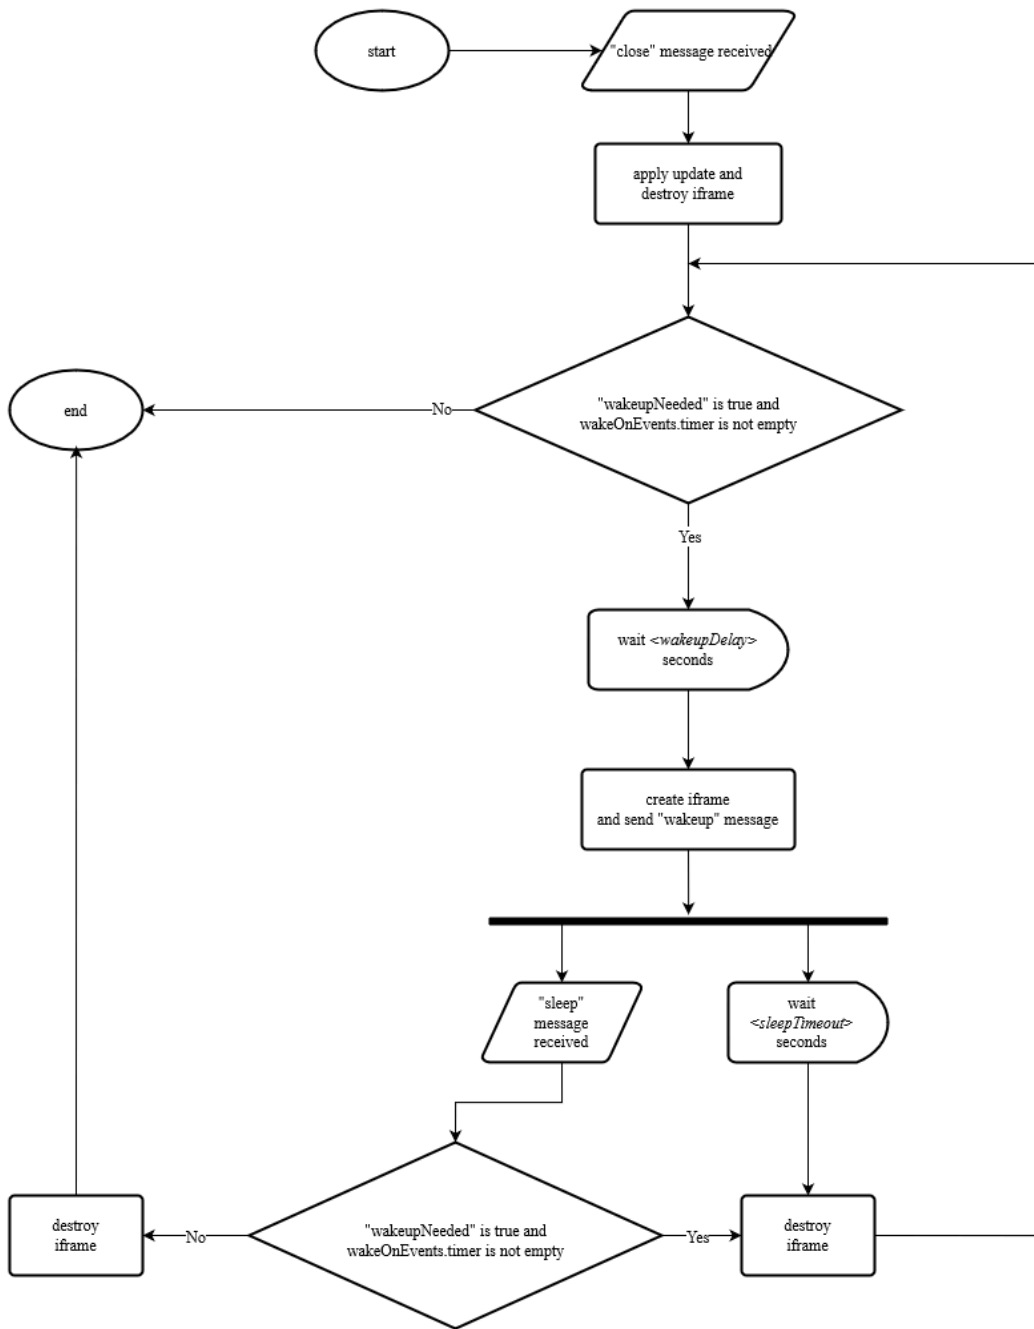 start
"close" message received
apply update and
destroy iframe
"wakeupNeeded" is true and
wakeOnEvents.timer is not empty
No
end
Yes
wait <wakeupDelay>
seconds
create iframe
and send "wakeup" message
"sleep"
message
received
wait
<sleepTimeout>
seconds
"wakeupNeeded" is true and
wakeOnEvents.timer is not empty
No
destroy
iframe
Yes
destroy
iframe